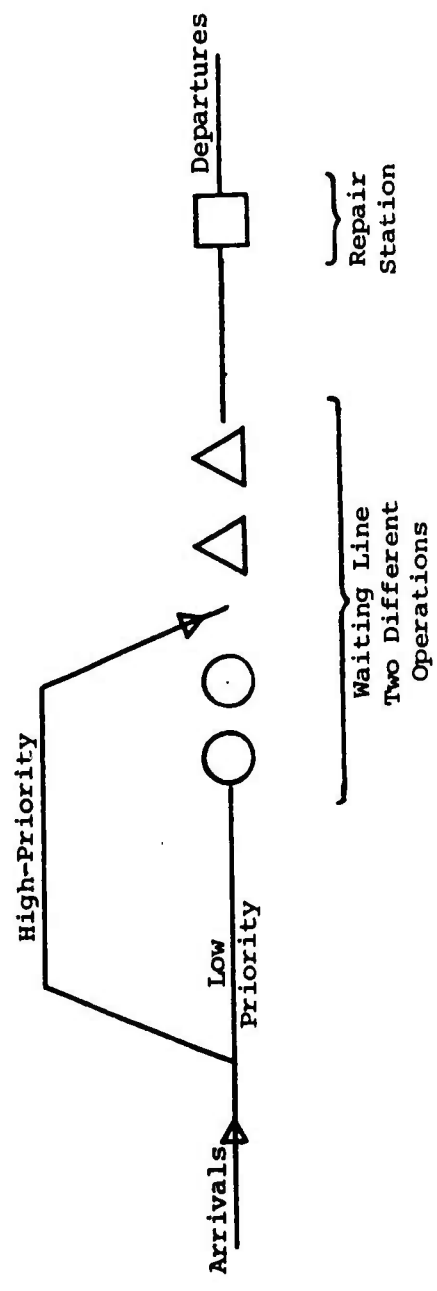 High-Priority
Arrivals
Low
Priority
Departures
Waiting Line
Two Different
Operations
Repair
Station